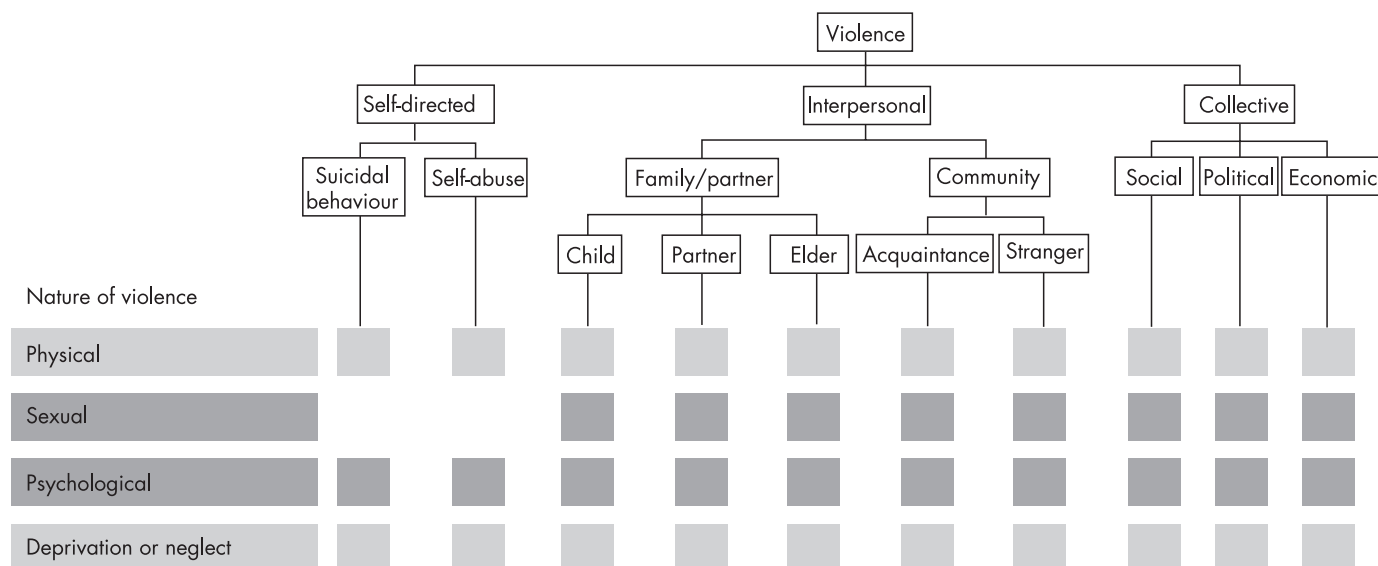 Violence
Self-directed
Interpersonal
Collective
Suicidal
behaviour
Self-abuse
Family/partner
Community
Social
Political
Economic
Child
Partner
Elder
Acquaintance
Stranger
Nature of violence
Physical
Sexual
Psychological
Deprivation or neglect